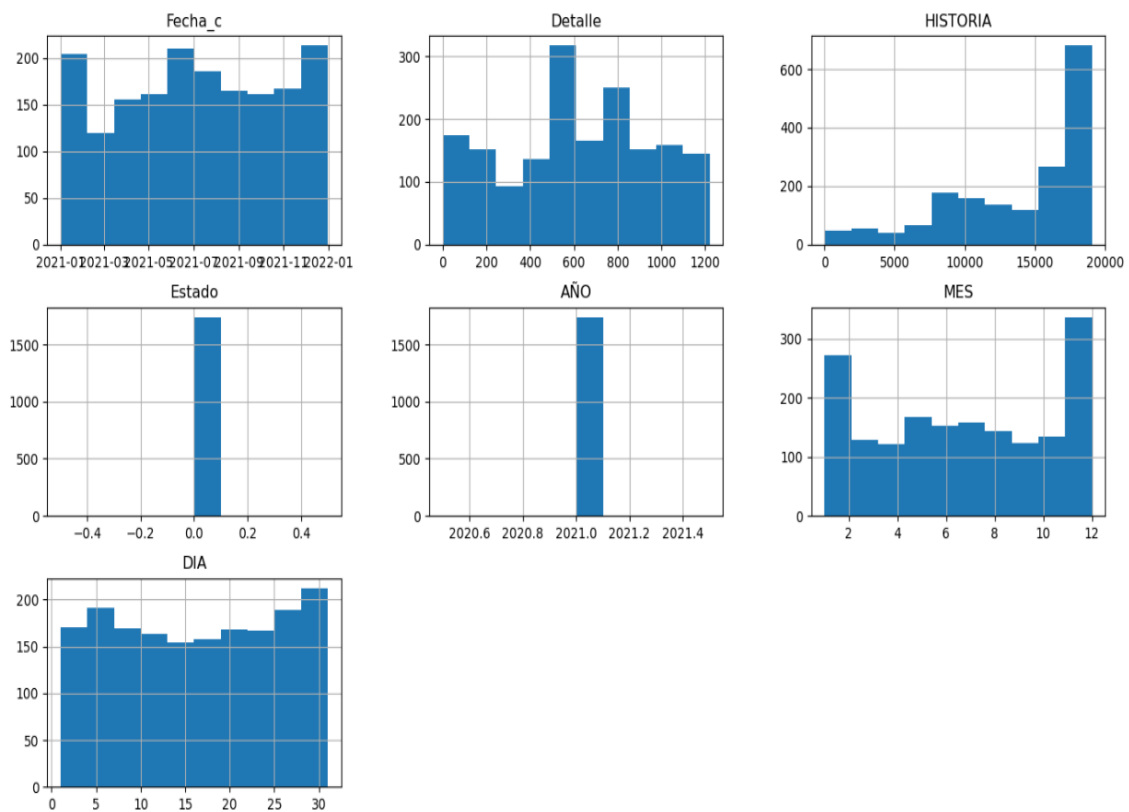 Fecha_c
200
150
100
50
0
2021-01 2021-03 2021-05 2021-07 2021-09 2021-11 2022-01
Detalle
300
200
100
0
0 200 400 600 800 1000 1200
HISTORIA
600
400
200
0
0 5000 10000 15000 20000
Estado
1500
1000
500
0
−0.4 −0.2 0.0 0.2 0.4
AÑO
1500
1000
500
0
2020.6 2020.8 2021.0 2021.2 2021.4
MES
300
200
100
0
2 4 6 8 10 12
DIA
200
150
100
50
0
0 5 10 15 20 25 30